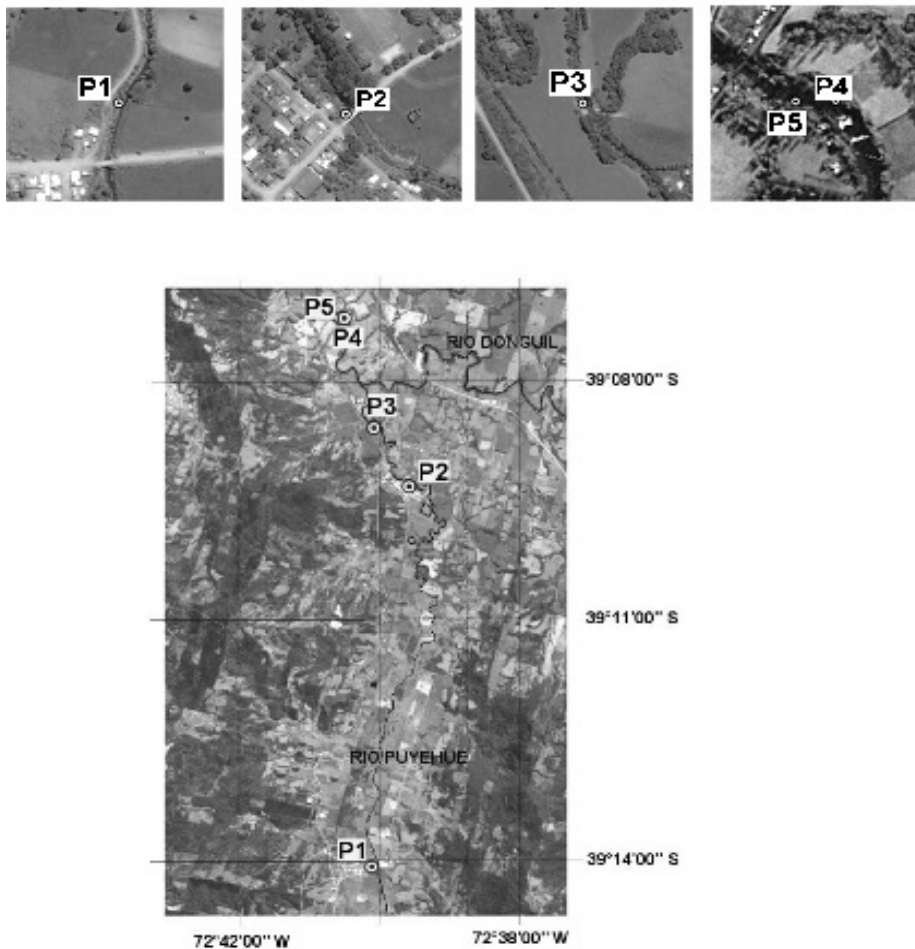 P1
P2
P3
P4
P5
P5
P4
RIO DONGUIL
39°08'00" S
P3
P2
39°11'00" S
RIO PUYEHUE
P1
39°14'00" S
72°42'00" W
72°38'00" W